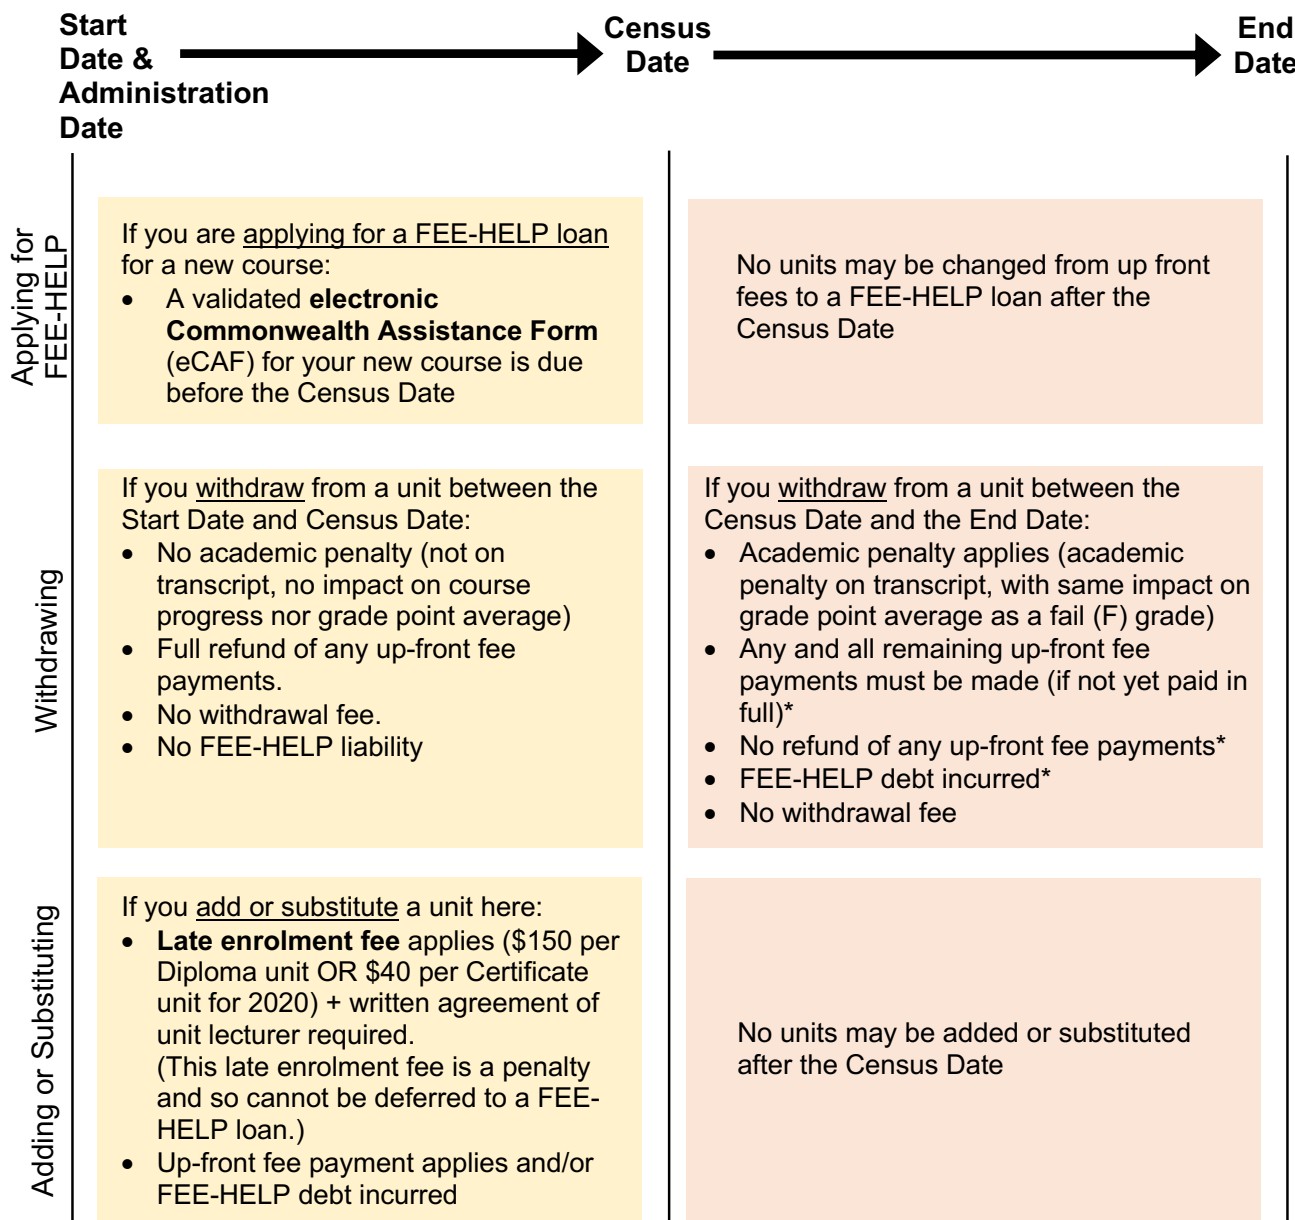 Start
Date &
Administration
Date
Census
Date
End
Date
Applying for
FEE-HELP
If you are applying for a FEE-HELP loan
for a new course:
• A validated electronic
Commonwealth Assistance Form
(eCAF) for your new course is due
before the Census Date
No units may be changed from up front
fees to a FEE-HELP loan after the
Census Date
Withdrawing
If you withdraw from a unit between the
Start Date and Census Date:
• No academic penalty (not on
transcript, no impact on course
progress nor grade point average)
• Full refund of any up-front fee
payments.
• No withdrawal fee.
• No FEE-HELP liability
If you withdraw from a unit between the
Census Date and the End Date:
• Academic penalty applies (academic
penalty on transcript, with same impact on
grade point average as a fail (F) grade)
• Any and all remaining up-front fee
payments must be made (if not yet paid in
full)*
• No refund of any up-front fee payments*
• FEE-HELP debt incurred*
• No withdrawal fee
Adding or Substituting
If you add or substitute a unit here:
• Late enrolment fee applies ($150 per
Diploma unit OR $40 per Certificate
unit for 2020) + written agreement of
unit lecturer required.
(This late enrolment fee is a penalty
and so cannot be deferred to a FEE-
HELP loan.)
• Up-front fee payment applies and/or
FEE-HELP debt incurred
No units may be added or substituted
after the Census Date